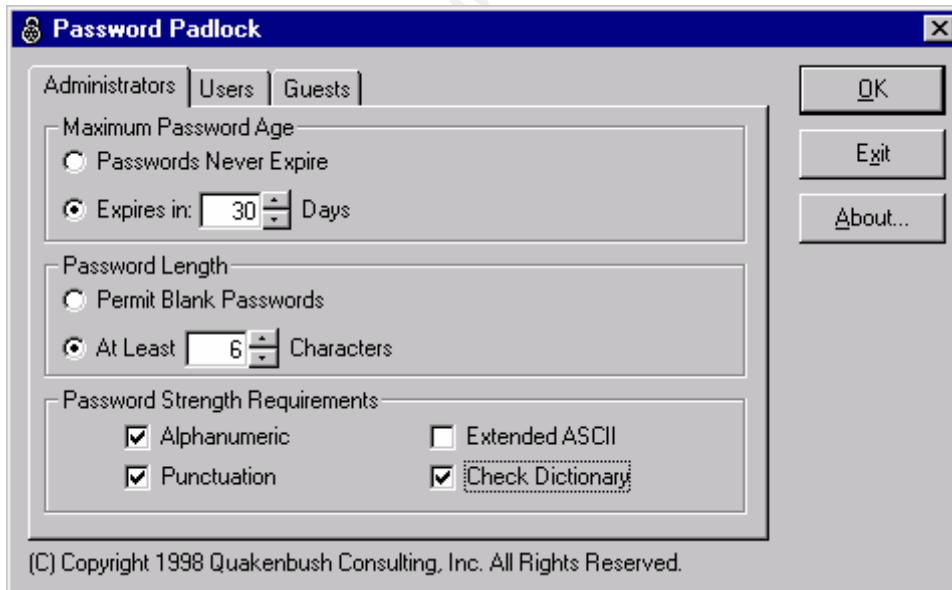 Password Padlock
Administrators Users Guests
OK
Exit
About...
Maximum Password Age
Passwords Never Expire
Expires in: 30 Days
Password Length
Permit Blank Passwords
At Least 6 Characters
Password Strength Requirements
Alphanumeric Extended ASCII
Punctuation Check Dictionary
(C) Copyright 1998 Quakenbush Consulting, Inc. All Rights Reserved.